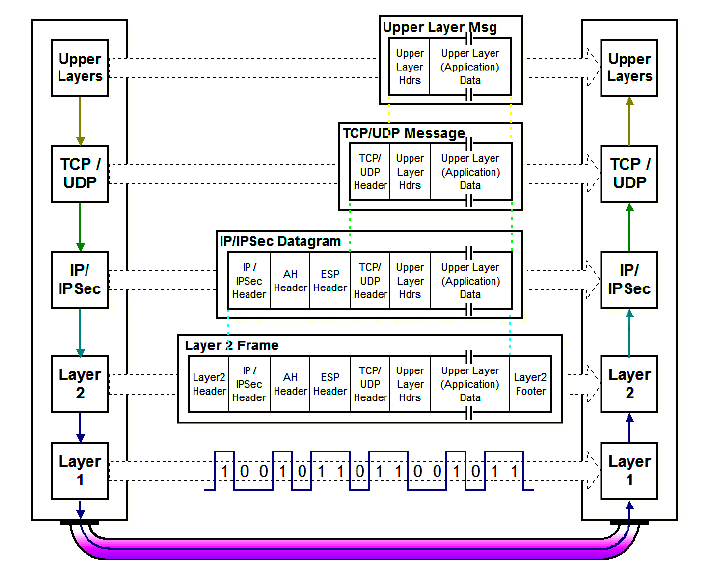 Upper Layer Msg
Upper
Layers
Upper
Layer
Hdrs
Upper Layer
(Application)
Data
Upper
Layers
TCP/UDP Message
TCP /
UDP
TCP/
UDP
Header
Upper
Layer
Hdrs
Upper Layer
(Application)
Data
TCP /
UDP
IP/IPSec Datagram
IP/
IPSec
IP /
IPSec
Header
AH
Header
ESP
Header
TCP/
UDP
Header
Upper
Layer
Hdrs
Upper Layer
(Application)
Data
IP/
IPSec
Layer 2 Frame
Layer
2
Layer2
Header
IP /
IPSec
Header
AH
Header
ESP
Header
TCP/
UDP
Header
Upper
Layer
Hdrs
Upper Layer
(Application)
Data
Layer2
Footer
Layer
2
Layer
1
1 0 0 1 0 1 1 0 1 1 0 0 1 0 1 1
Layer
1